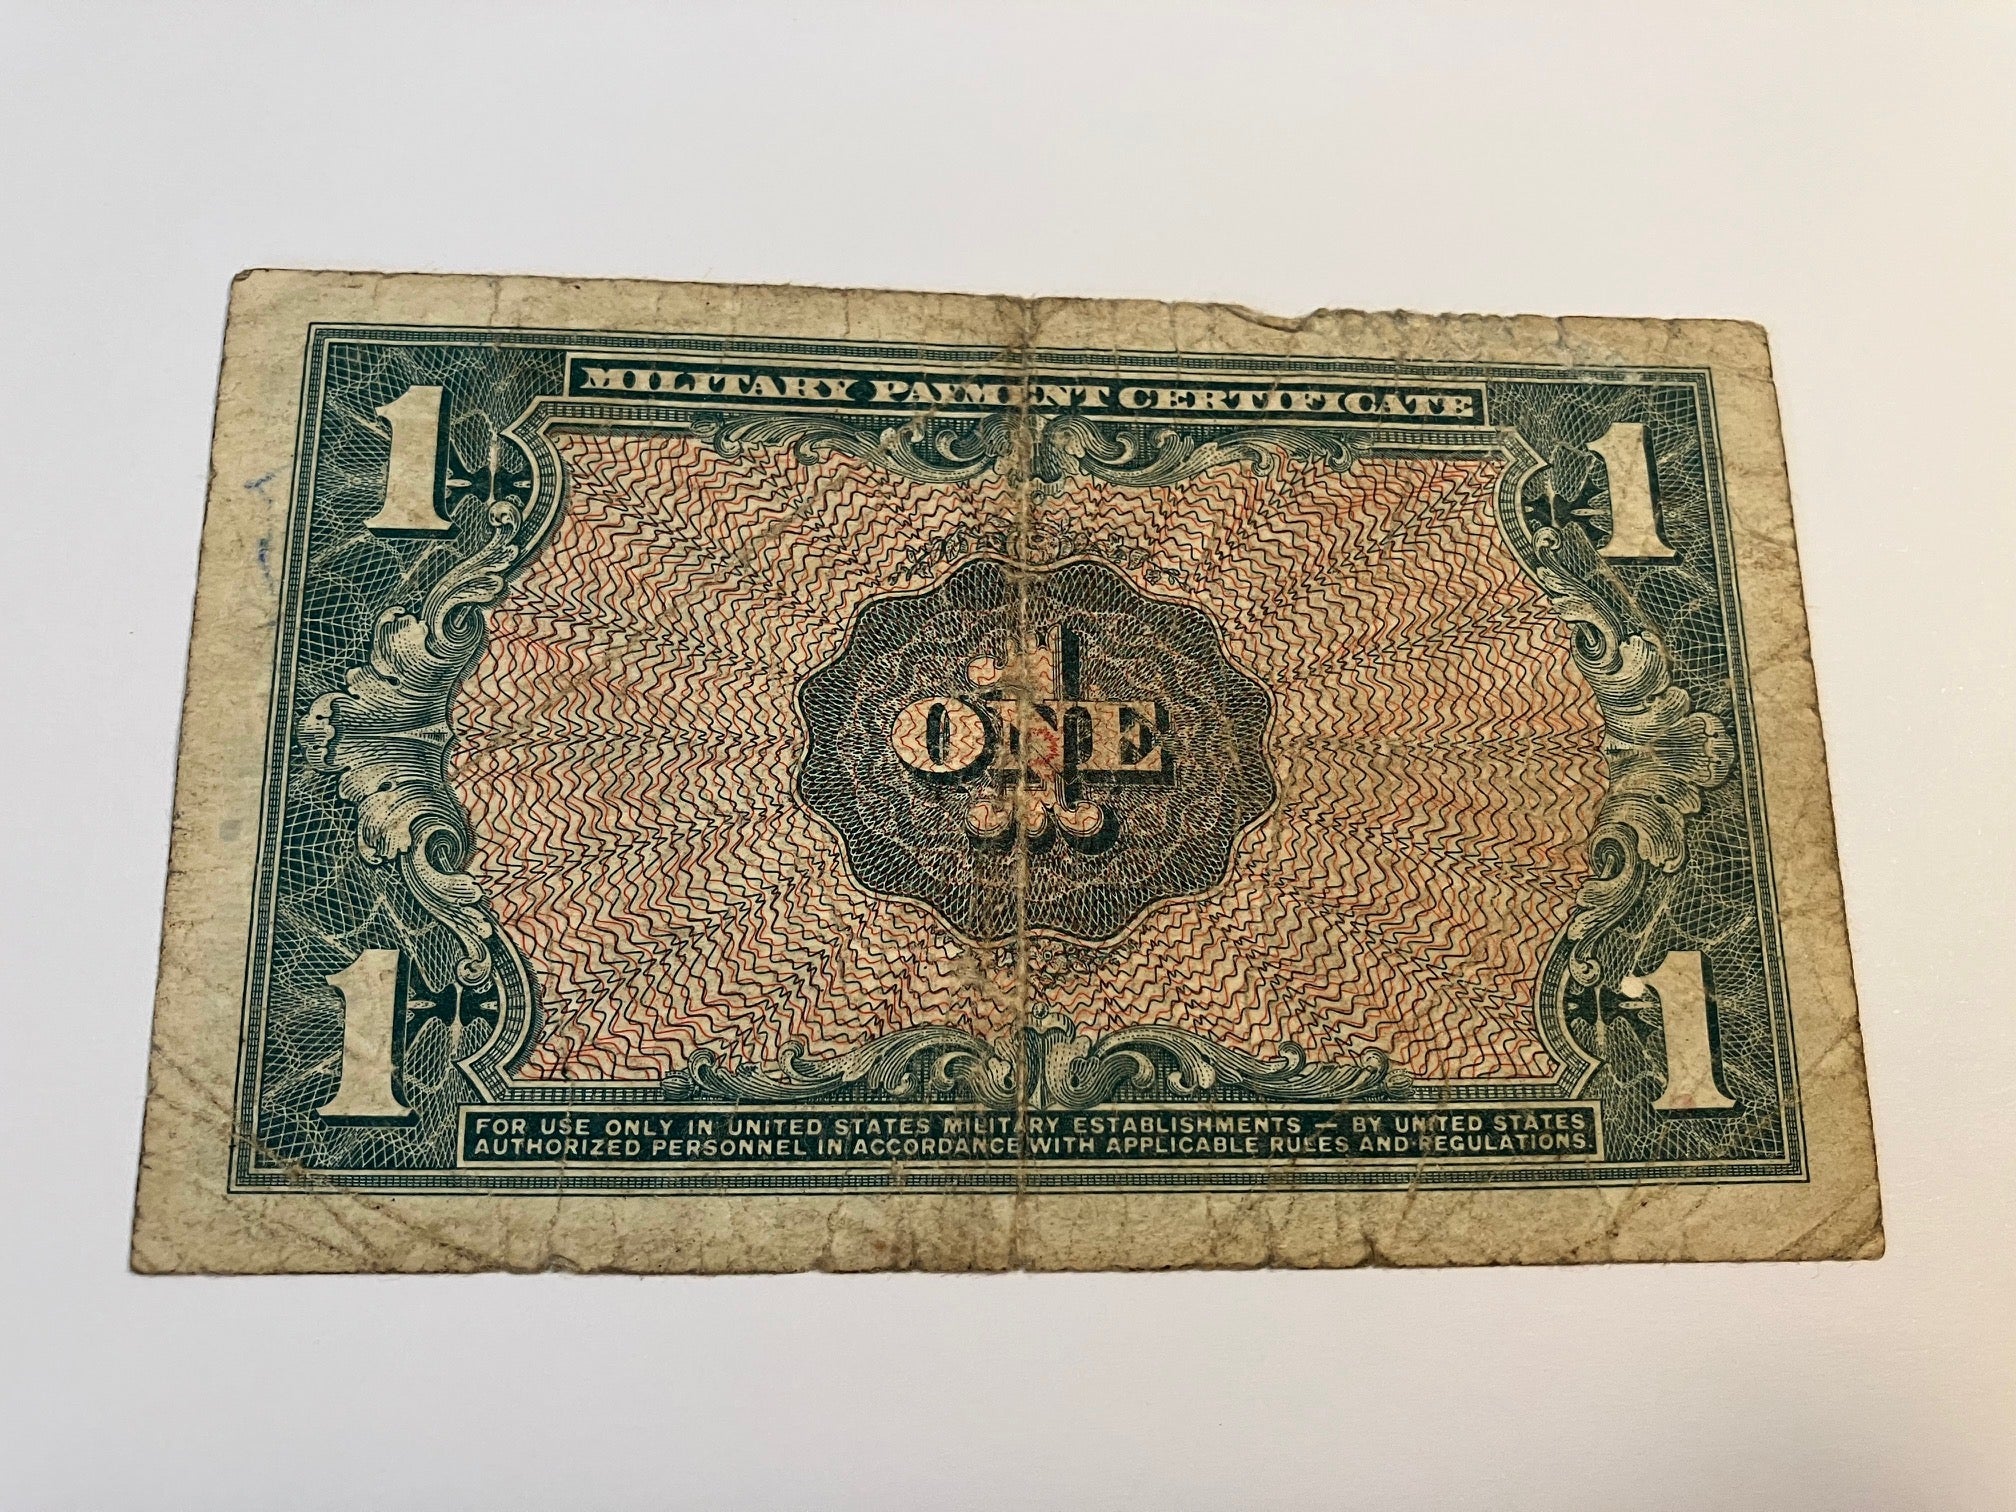 MILITARY PAYMENT CERTIFICATE
1 1
ONE
1
1 1
FOR USE ONLY IN UNITED STATES MILITARY ESTABLISHMENTS — BY UNITED STATES
AUTHORIZED PERSONNEL IN ACCORDANCE WITH APPLICABLE RULES AND REGULATIONS.